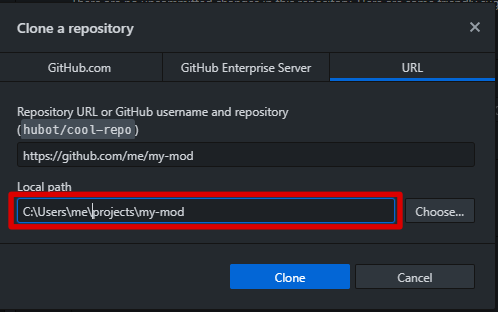 Clone a repository
GitHub.com
GitHub Enterprise Server
URL
Repository URL or GitHub username and repository
(hubot/cool-repo)
https://github.com/me/my-mod
Local path
C:\Users\me\projects\my-mod
Choose...
Clone
Cancel